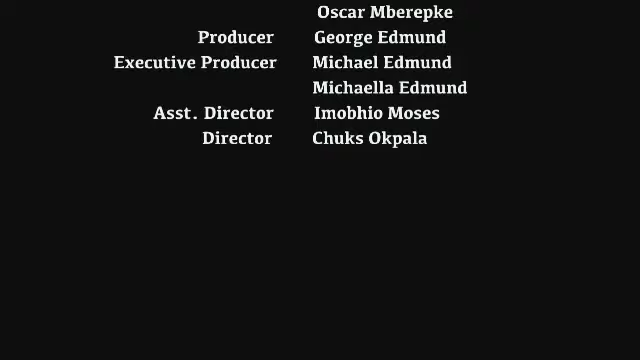 Oscar Mberepke
Producer George Edmund
Executive Producer Michael Edmund
Michaella Edmund
Asst. Director Imobhio Moses
Director Chuks Okpala